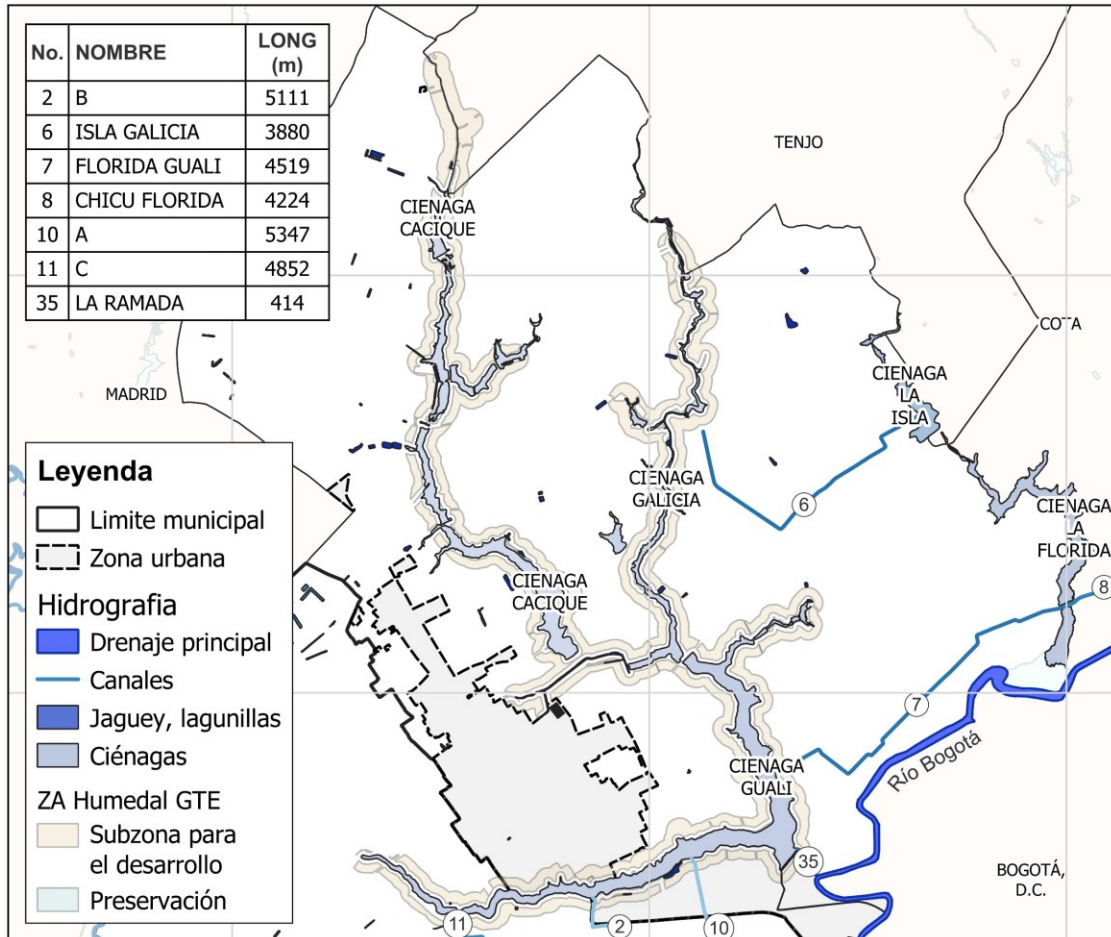 No. NOMBRE LONG (m)
2 B 5111
6 ISLA GALICIA 3880
7 FLORIDA GUALI 4519
8 CHICU FLORIDA 4224
10 A 5347
11 C 4852
35 LA RAMADA 414
TENJO
CIENAGA
CACIQUE
COTA
MADRID
CIENAGA
LA
ISLA
Leyenda
Limite municipal
Zona urbana
Hidrografia
Drenaje principal
Canales
Jaguey, lagunillas
Ciénagas
ZA Humedal GTE
Subzona para
el desarrollo
Preservación
CIENAGA
GALICIA
6
CIENAGA
LA
FLORIDA
CIENAGA
CACIQUE
8
7
Río Bogotá
CIENAGA
GUALI
35
BOGOTÁ,
D.C.
11
2
10